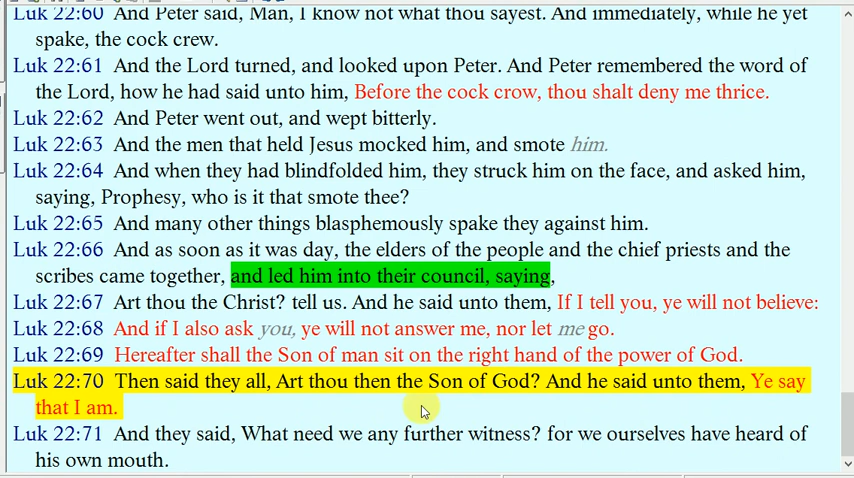 Luk 22:60 And Peter said, Man, I know not what thou sayest. And immediately, while he yet
spake, the cock crew.
Luk 22:61 And the Lord turned, and looked upon Peter. And Peter remembered the word of
the Lord, how he had said unto him, Before the cock crow, thou shalt deny me thrice.
Luk 22:62 And Peter went out, and wept bitterly.
Luk 22:63 And the men that held Jesus mocked him, and smote him.
Luk 22:64 And when they had blindfolded him, they struck him on the face, and asked him,
saying, Prophesy, who is it that smote thee?
Luk 22:65 And many other things blasphemously spake they against him.
Luk 22:66 And as soon as it was day, the elders of the people and the chief priests and the
scribes came together, and led him into their council, saying,
Luk 22:67 Art thou the Christ? tell us. And he said unto them, If I tell you, ye will not believe:
Luk 22:68 And if I also ask you, ye will not answer me, nor let me go.
Luk 22:69 Hereafter shall the Son of man sit on the right hand of the power of God.
Luk 22:70 Then said they all, Art thou then the Son of God? And he said unto them, Ye say
that I am.
Luk 22:71 And they said, What need we any further witness? for we ourselves have heard of
his own mouth.